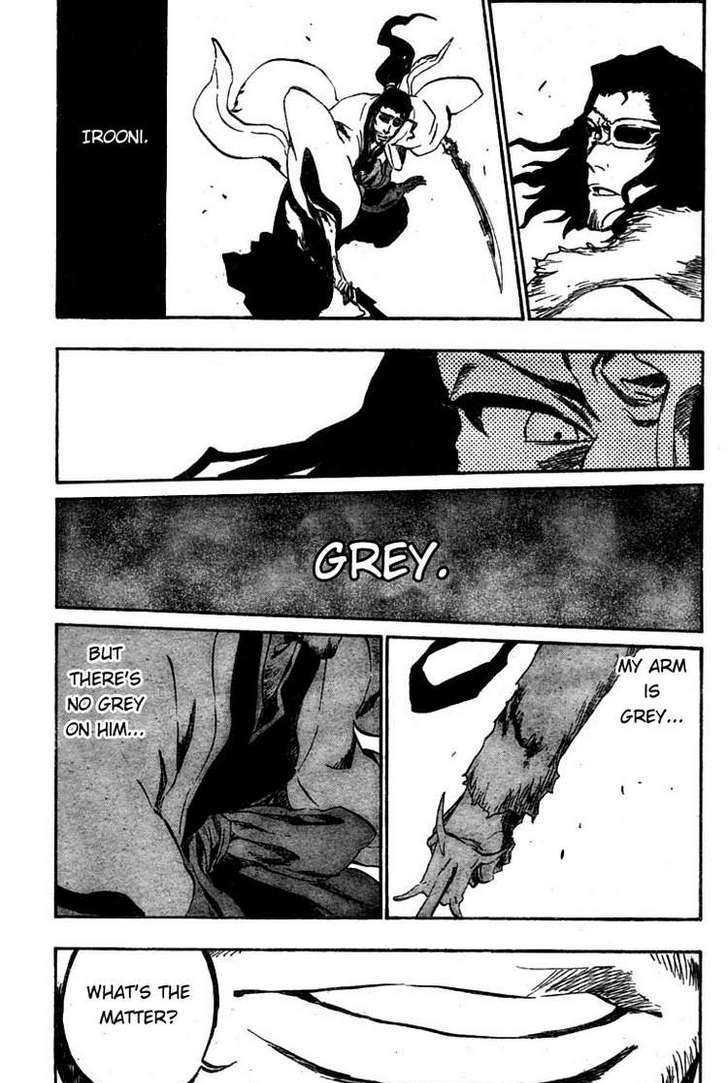 IROONI.
GREY.
MY ARM
IS
GREY...
BUT
THERE'S
NO GREY
ON HIM...
WHAT'S THE
MATTER?